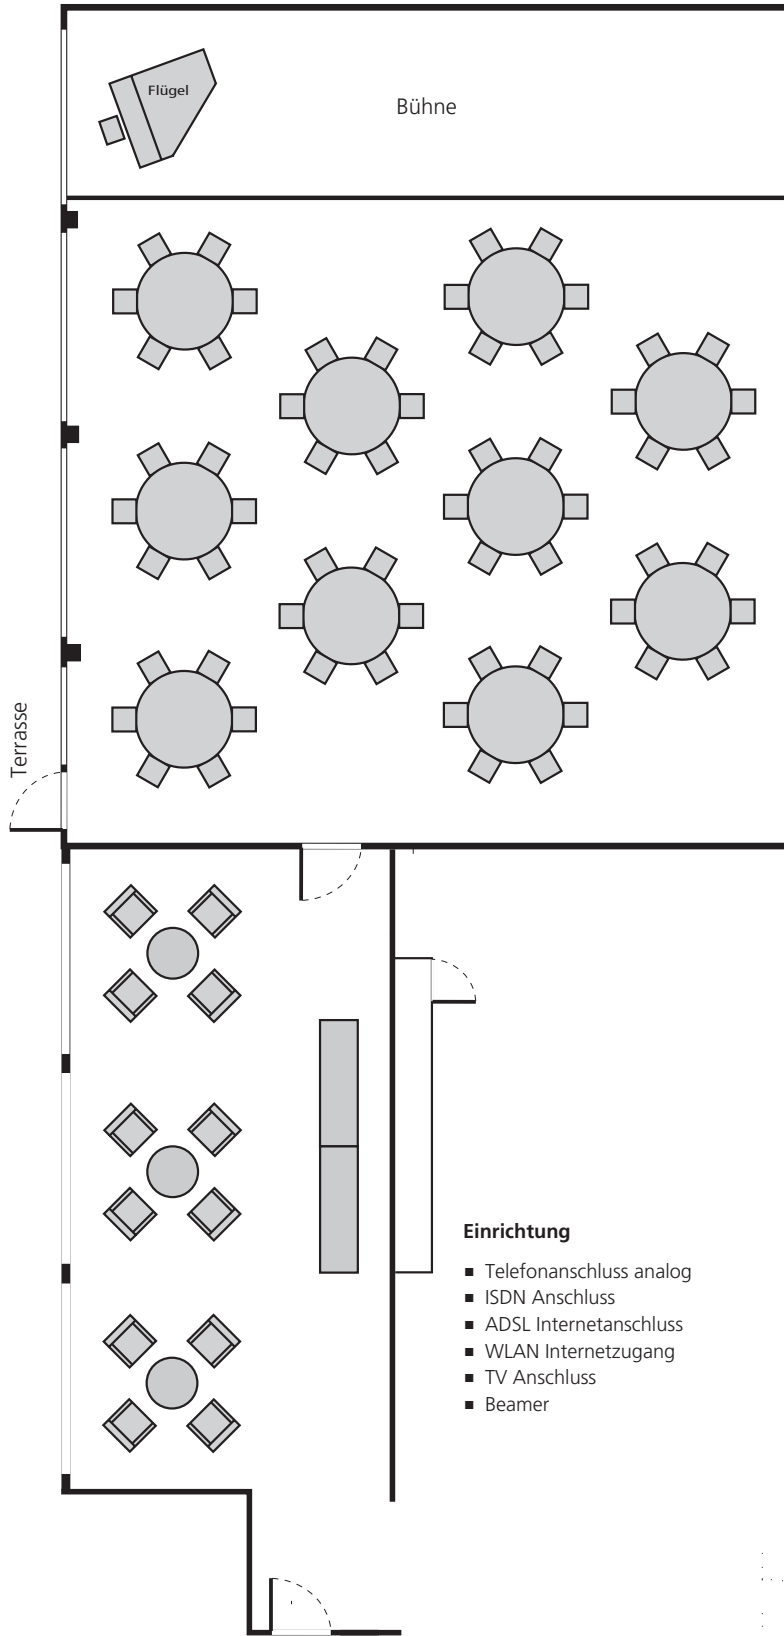 Flügel
Bühne
Terrasse
Einrichtung
■ Telefonanschluss analog
■ ISDN Anschluss
■ ADSL Internetanschluss
■ WLAN Internetzugang
■ TV Anschluss
■ Beamer